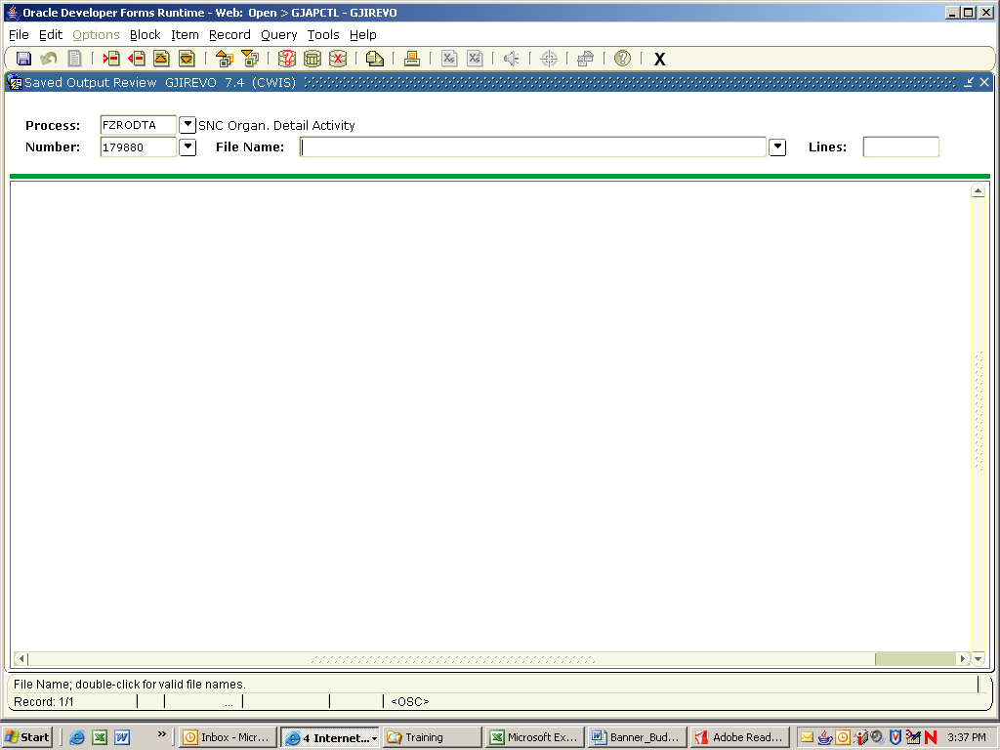 Oracle Developer Forms Runtime - Web: Open > GJAPCTL - GJIREVO
File Edit Options Block Item Record Query Tools Help
X
Saved Output Review GJIREVO 7.4 (CWIS)
Process: FZRODTA SNC Organ. Detail Activity
Number: 179880 File Name: Lines:
File Name; double-click for valid file names.
Record: 1/1 ... <OSC>
Start » Inbox - Micr... 4 Internet... Training Microsoft Ex... Banner_Bud... Adobe Read... 3:37 PM